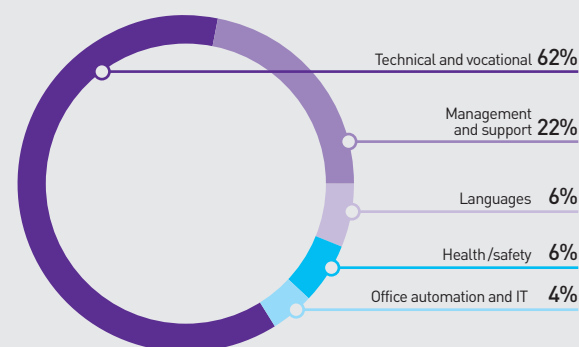 Technical and vocational 62%
Management
and support 22%
Languages 6%
Health/safety 6%
Office automation and IT 4%